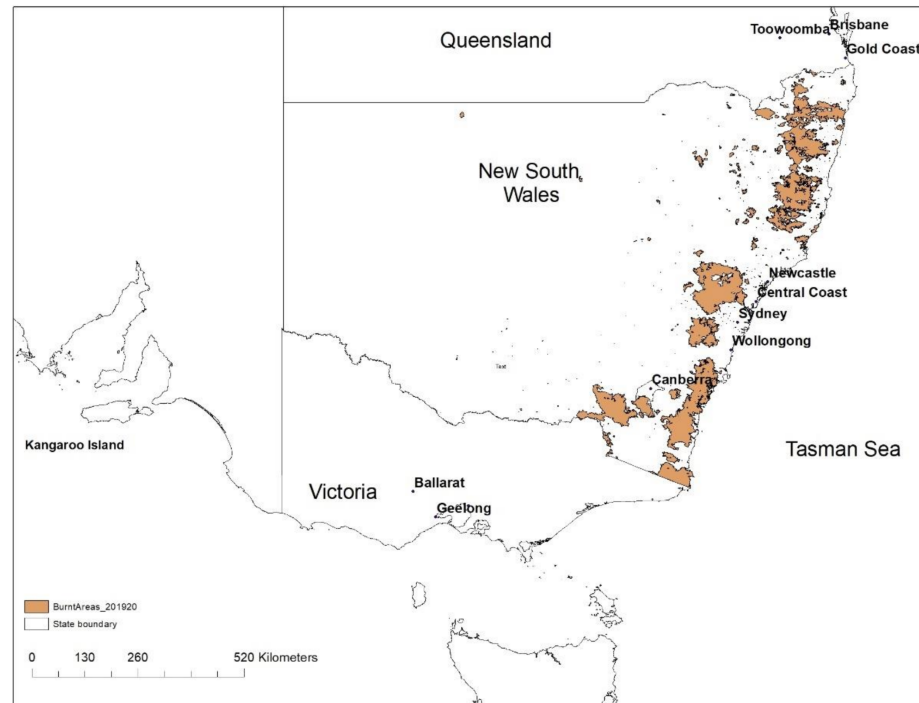 Queensland
Toowoomba
Brisbane
Gold Coast
New South
Wales
Newcastle
Central Coast
Sydney
Wollongong
Text
Canberra
Kangaroo Island
Tasman Sea
Victoria
Ballarat
Geelong
BurntAreas_201920
State boundary
0 130 260 520 Kilometers